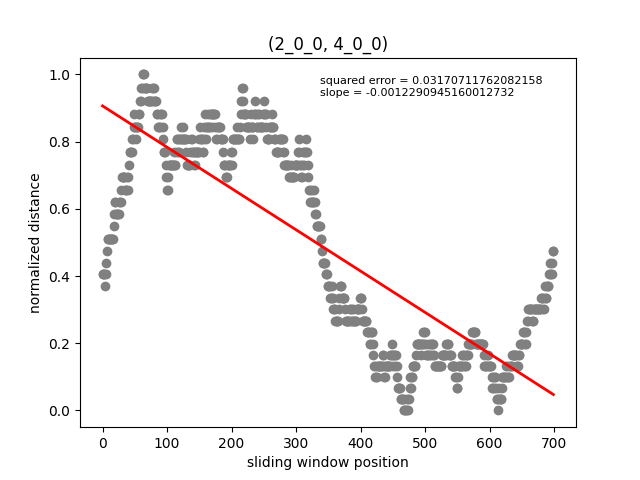 (2_0_0, 4_0_0)
squared error = 0.03170711762082158
slope = -0.0012290945160012732
normalized distance
1.0
0.8
0.6
0.4
0.2
0.0
0 100 200 300 400 500 600 700
sliding window position